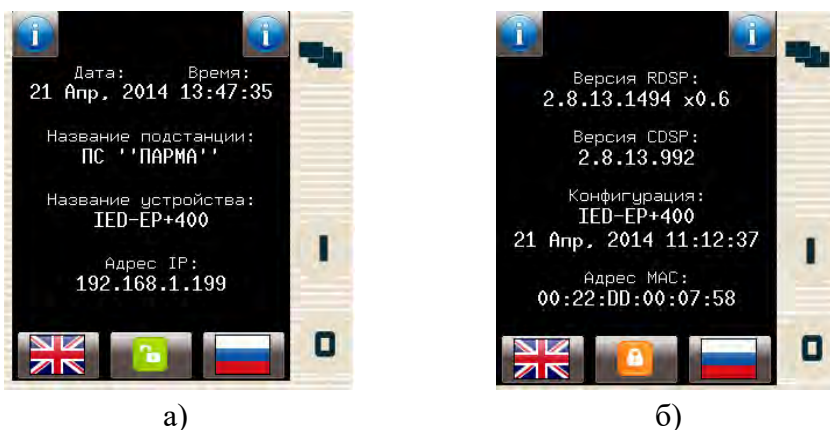 Дата: Время:
21 Апр, 2014 13:47:35
Название подстанции:
ПС ''ПАРМА''
Название устройства:
IED-EP+400
Адрес IP:
192.168.1.199
I
O
а)
Версия RDSP:
2.8.13.1494 x0.6
Версия CDSP:
2.8.13.992
Конфигурация:
IED-EP+400
21 Апр, 2014 11:12:37
Адрес MAC:
00:22:DD:00:07:58
I
O
б)